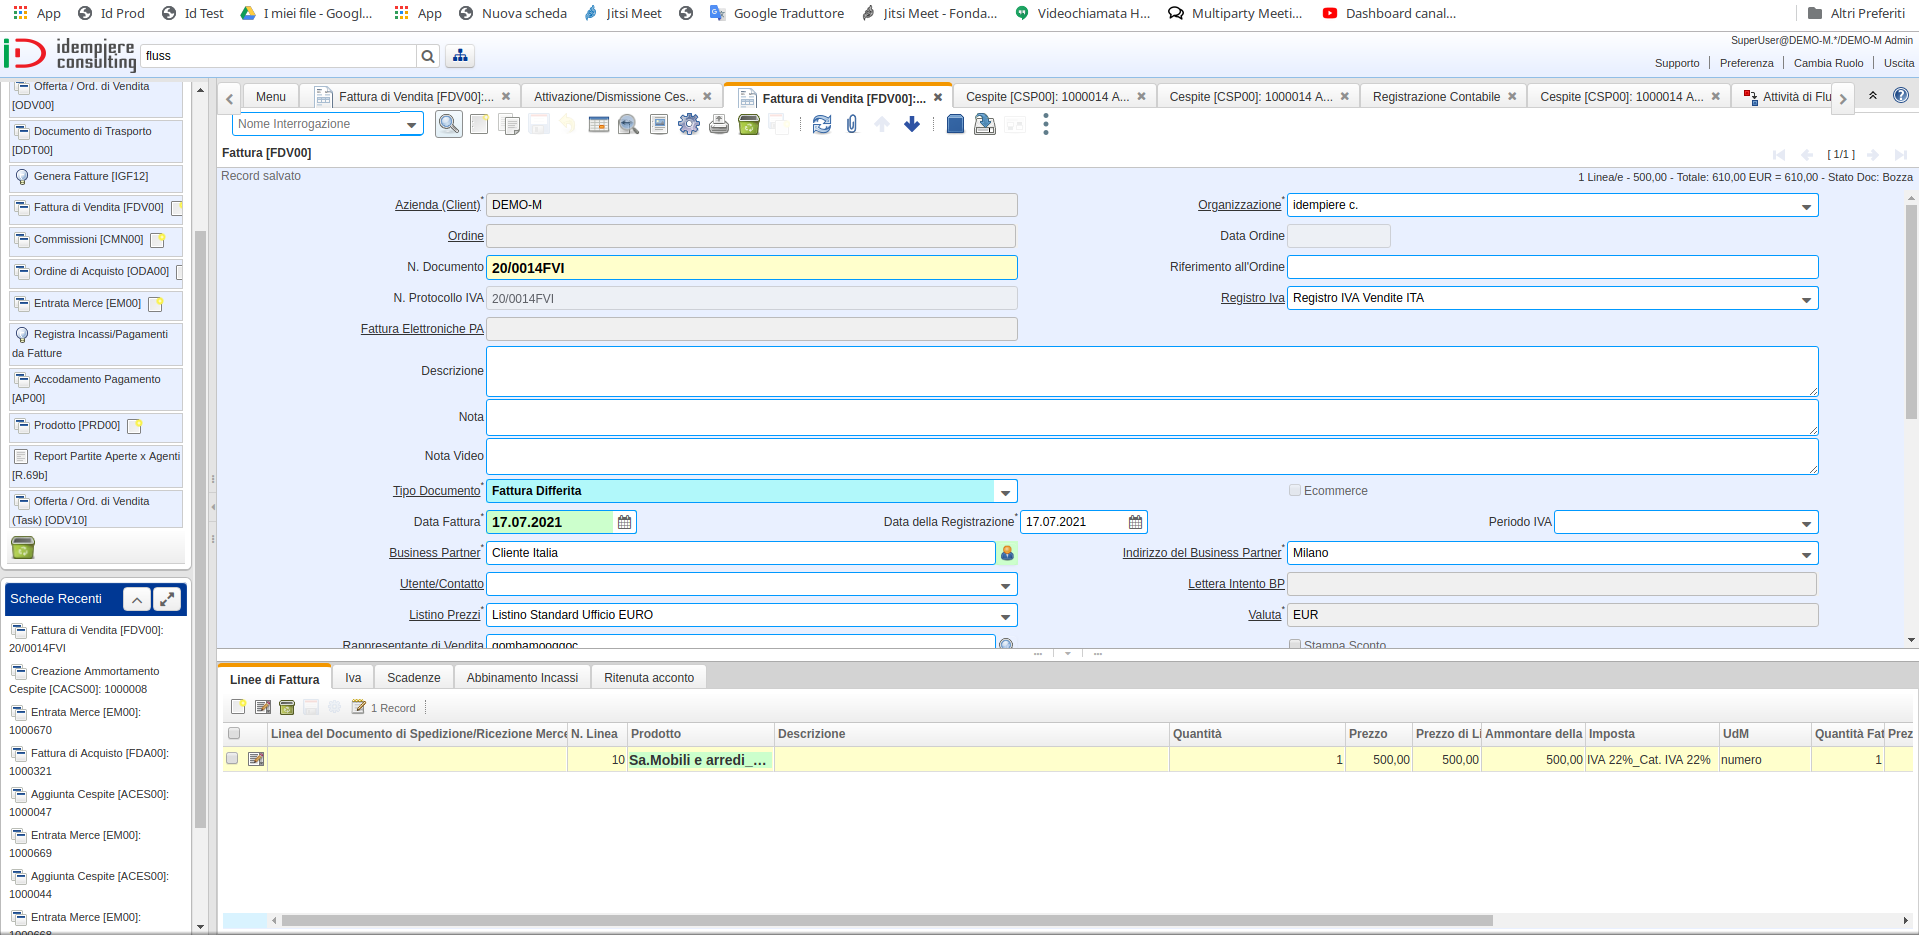 App
Id Prod
Id Test
I miei file - Googl...
App
Nuova scheda
Jitsi Meet
Google Traduttore
Jitsi Meet - Fonda...
Videochiamata H...
Multiparty Meeti...
Dashboard canal...
Altri Preferiti
idempiere consulting
fluss
SuperUser@DEMO-M.*/DEMO-M Admin
Supporto
Preferenza
Cambia Ruolo
Uscita
Menu
Fattura di Vendita [FDV00]:...
Attivazione/Dismissione Ces...
Fattura di Vendita [FDV00]:...
Cespite [CSP00]: 1000014 A...
Cespite [CSP00]: 1000014 A...
Registrazione Contabile
Cespite [CSP00]: 1000014 A...
Attività di Flu
Offerta / Ord. di Vendita
[ODV00]
Documento di Trasporto
[DDT00]
Genera Fatture [IGF12]
Fattura di Vendita [FDV00]
Commissioni [CMN00]
Ordine di Acquisto [ODA00]
Entrata Merce [EM00]
Registra Incassi/Pagamenti
da Fatture
Accodamento Pagamento
[AP00]
Prodotto [PRD00]
Report Partite Aperte x Agenti
[R.69b]
Offerta / Ord. di Vendita
(Task) [ODV10]
Schede Recenti
Fattura di Vendita [FDV00]:
20/0014FVI
Creazione Ammortamento
Cespite [CACS00]: 1000008
Entrata Merce [EM00]:
1000670
Fattura di Acquisto [FDA00]:
1000321
Aggiunta Cespite [ACES00]:
1000047
Entrata Merce [EM00]:
1000669
Aggiunta Cespite [ACES00]:
1000044
Entrata Merce [EM00]:
1000668
Nome Interrogazione
Fattura [FDV00]
[ 1/1 ]
Record salvato
1 Linea/e - 500,00 - Totale: 610,00 EUR = 610,00 - Stato Doc: Bozza
Azienda (Client)* DEMO-M
Organizzazione* idempiere c.
Ordine
Data Ordine
N. Documento 20/0014FVI
Riferimento all'Ordine
N. Protocollo IVA 20/0014FVI
Registro Iva Registro IVA Vendite ITA
Fattura Elettroniche PA
Descrizione
Nota
Nota Video
Tipo Documento* Fattura Differita
Ecommerce
Data Fattura* 17.07.2021
Data della Registrazione* 17.07.2021
Periodo IVA
Business Partner* Cliente Italia
Indirizzo del Business Partner* Milano
Utente/Contatto
Lettera Intento BP
Listino Prezzi* Listino Standard Ufficio EURO
Valuta* EUR
Rappresentante di Vendita gombamooggoc
Stampa Sconto
Linee di Fattura
Iva
Scadenze
Abbinamento Incassi
Ritenuta acconto
1 Record
Linea del Documento di Spedizione/Ricezione Merce
N. Linea
Prodotto
Descrizione
Quantità
Prezzo
Prezzo di Li
Ammontare della
Imposta
UdM
Quantità Fat
Prez
10
Sa.Mobili e arredi_...
1
500,00
500,00
500,00
IVA 22%_Cat. IVA 22%
numero
1